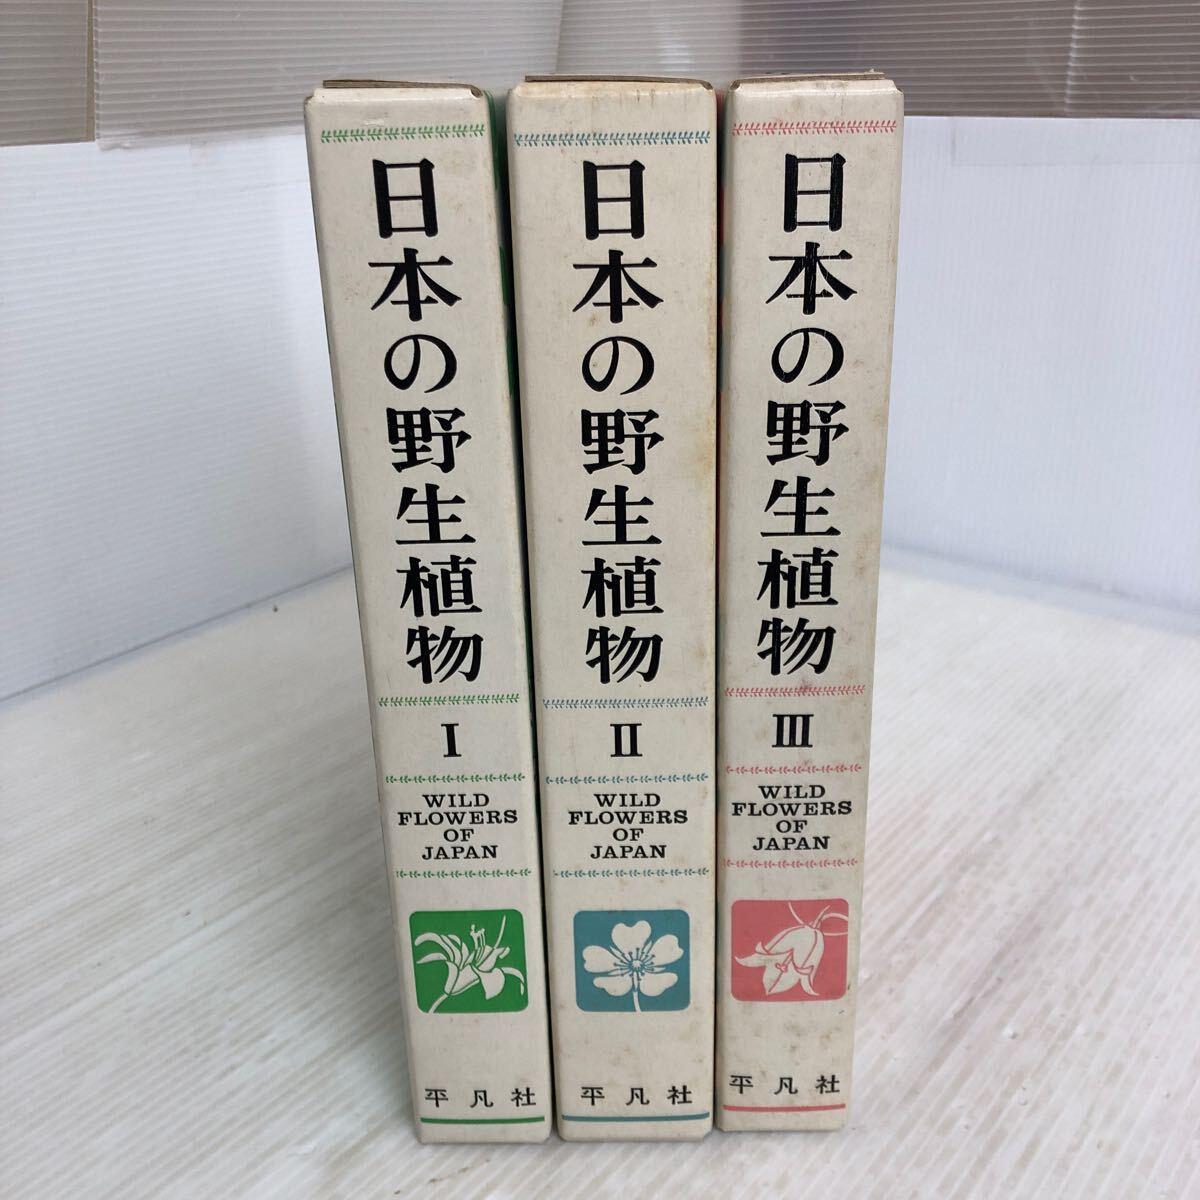 日本の野生植物
I
WILD
FLOWERS
OF
JAPAN
平凡社
日本の野生植物
II
WILD
FLOWERS
OF
JAPAN
平凡社
日本の野生植物
III
WILD
FLOWERS
OF
JAPAN
平凡社